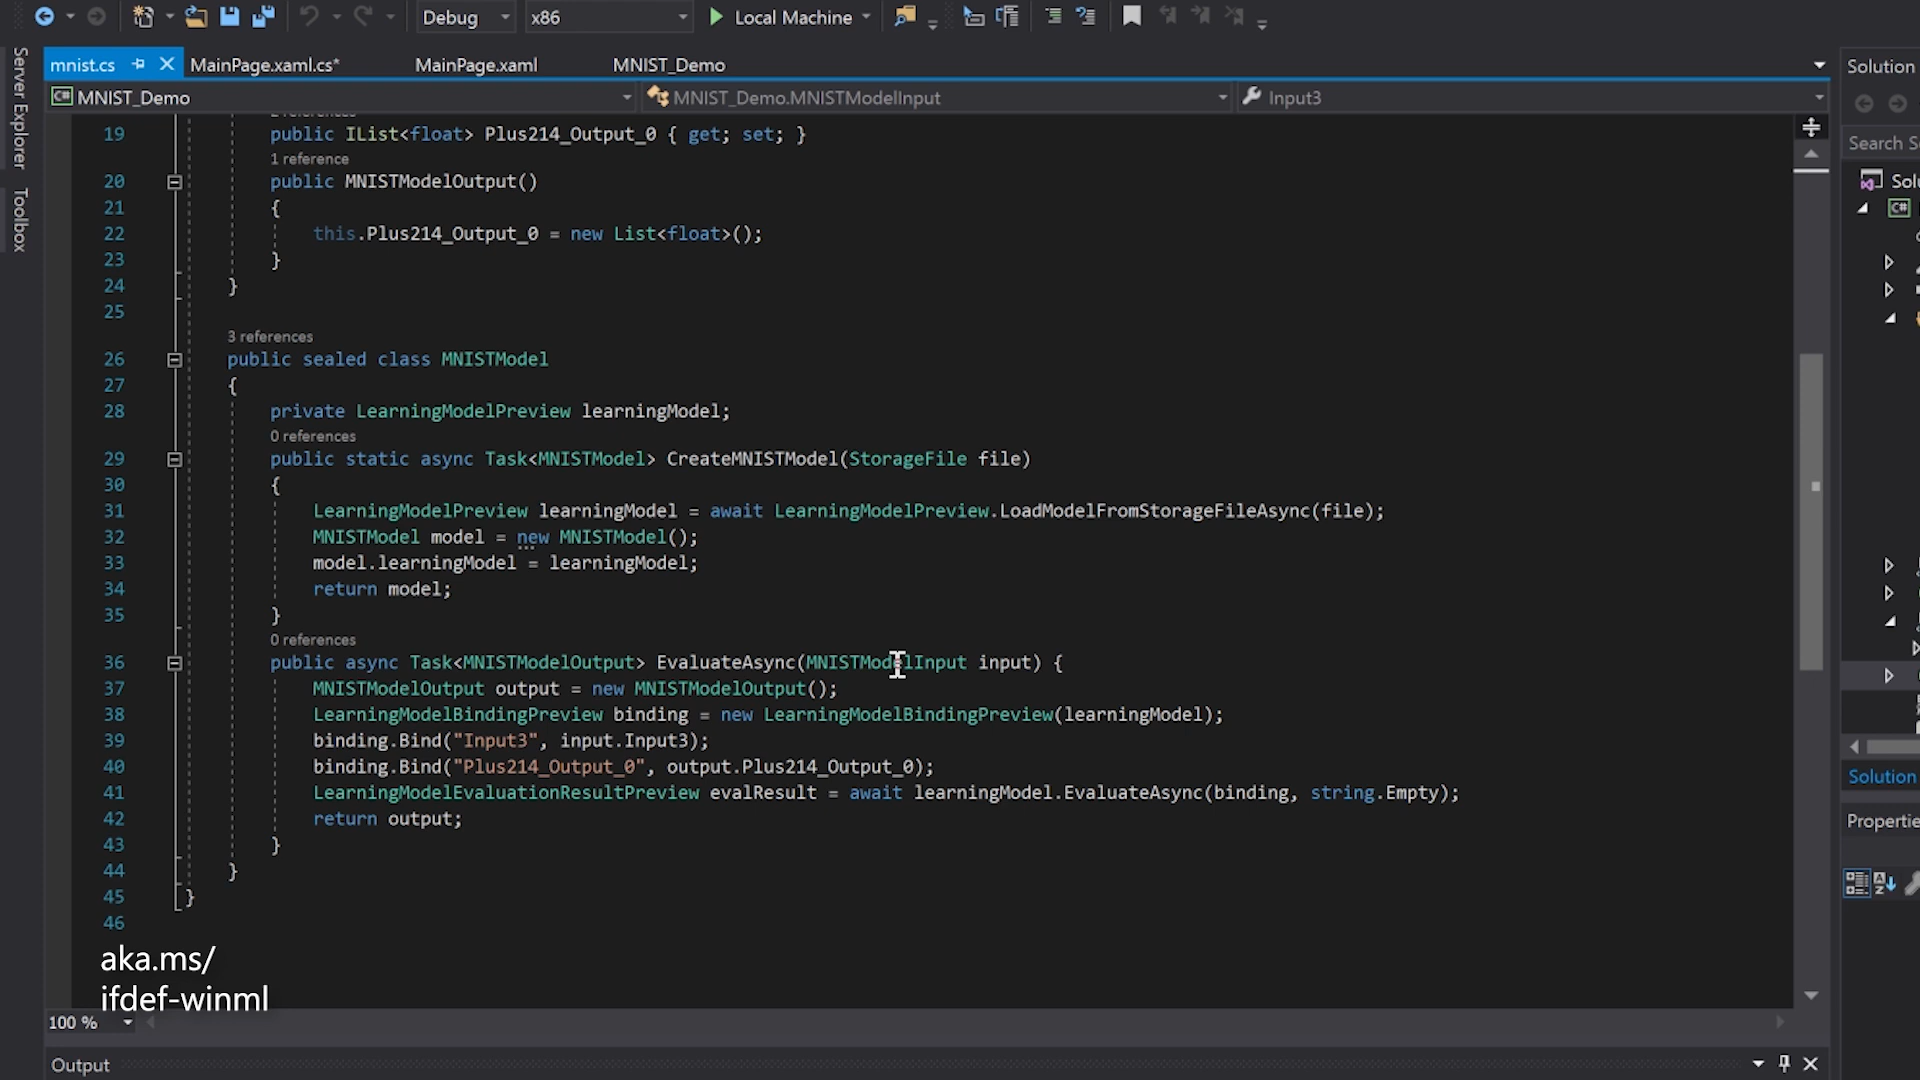 Debug x86 Local Machine
mnist.cs MainPage.xaml.cs* MainPage.xaml MNIST_Demo
Solution
MNIST_Demo MNIST_Demo.MNISTModelInput Input3
Server Explorer
Toolbox
Search S
19 public IList<float> Plus214_Output_0 { get; set; }
1 reference
20 public MNISTModelOutput()
21 {
22 this.Plus214_Output_0 = new List<float>();
23 }
24 }
25
3 references
26 public sealed class MNISTModel
27 {
28 private LearningModelPreview learningModel;
0 references
29 public static async Task<MNISTModel> CreateMNISTModel(StorageFile file)
30 {
31 LearningModelPreview learningModel = await LearningModelPreview.LoadModelFromStorageFileAsync(file);
32 MNISTModel model = new MNISTModel();
33 model.learningModel = learningModel;
34 return model;
35 }
0 references
36 public async Task<MNISTModelOutput> EvaluateAsync(MNISTModelInput input) {
37 MNISTModelOutput output = new MNISTModelOutput();
38 LearningModelBindingPreview binding = new LearningModelBindingPreview(learningModel);
39 binding.Bind("Input3", input.Input3);
40 binding.Bind("Plus214_Output_0", output.Plus214_Output_0);
41 LearningModelEvaluationResultPreview evalResult = await learningModel.EvaluateAsync(binding, string.Empty);
42 return output;
43 }
44 }
45 }
46
Solution
Propertie
aka.ms/
ifdef-winml
100 %
Output